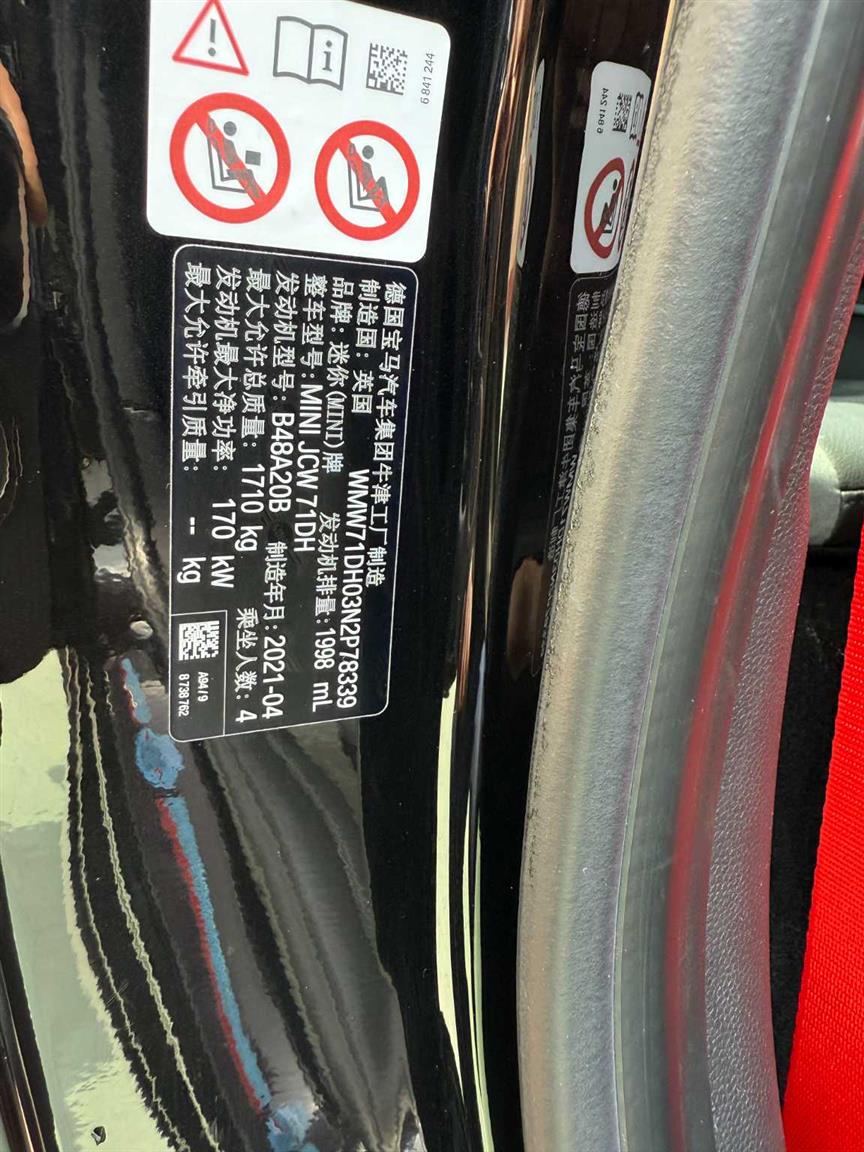 6 841 244
德国宝马汽车集团牛津工厂制造
制造国：英国 WMW71DH03N2P78339
品牌：迷你(MINI)牌 发动机排量：1998 mL
整车型号：MINI JCW 71DH
发动机型号：B48A20B 制造年月：2021-04
最大允许总质量：1710 kg 乘坐人数：4
发动机最大净功率：170 kW
最大允许牵引质量：-- kg
A94/9
8 738 762